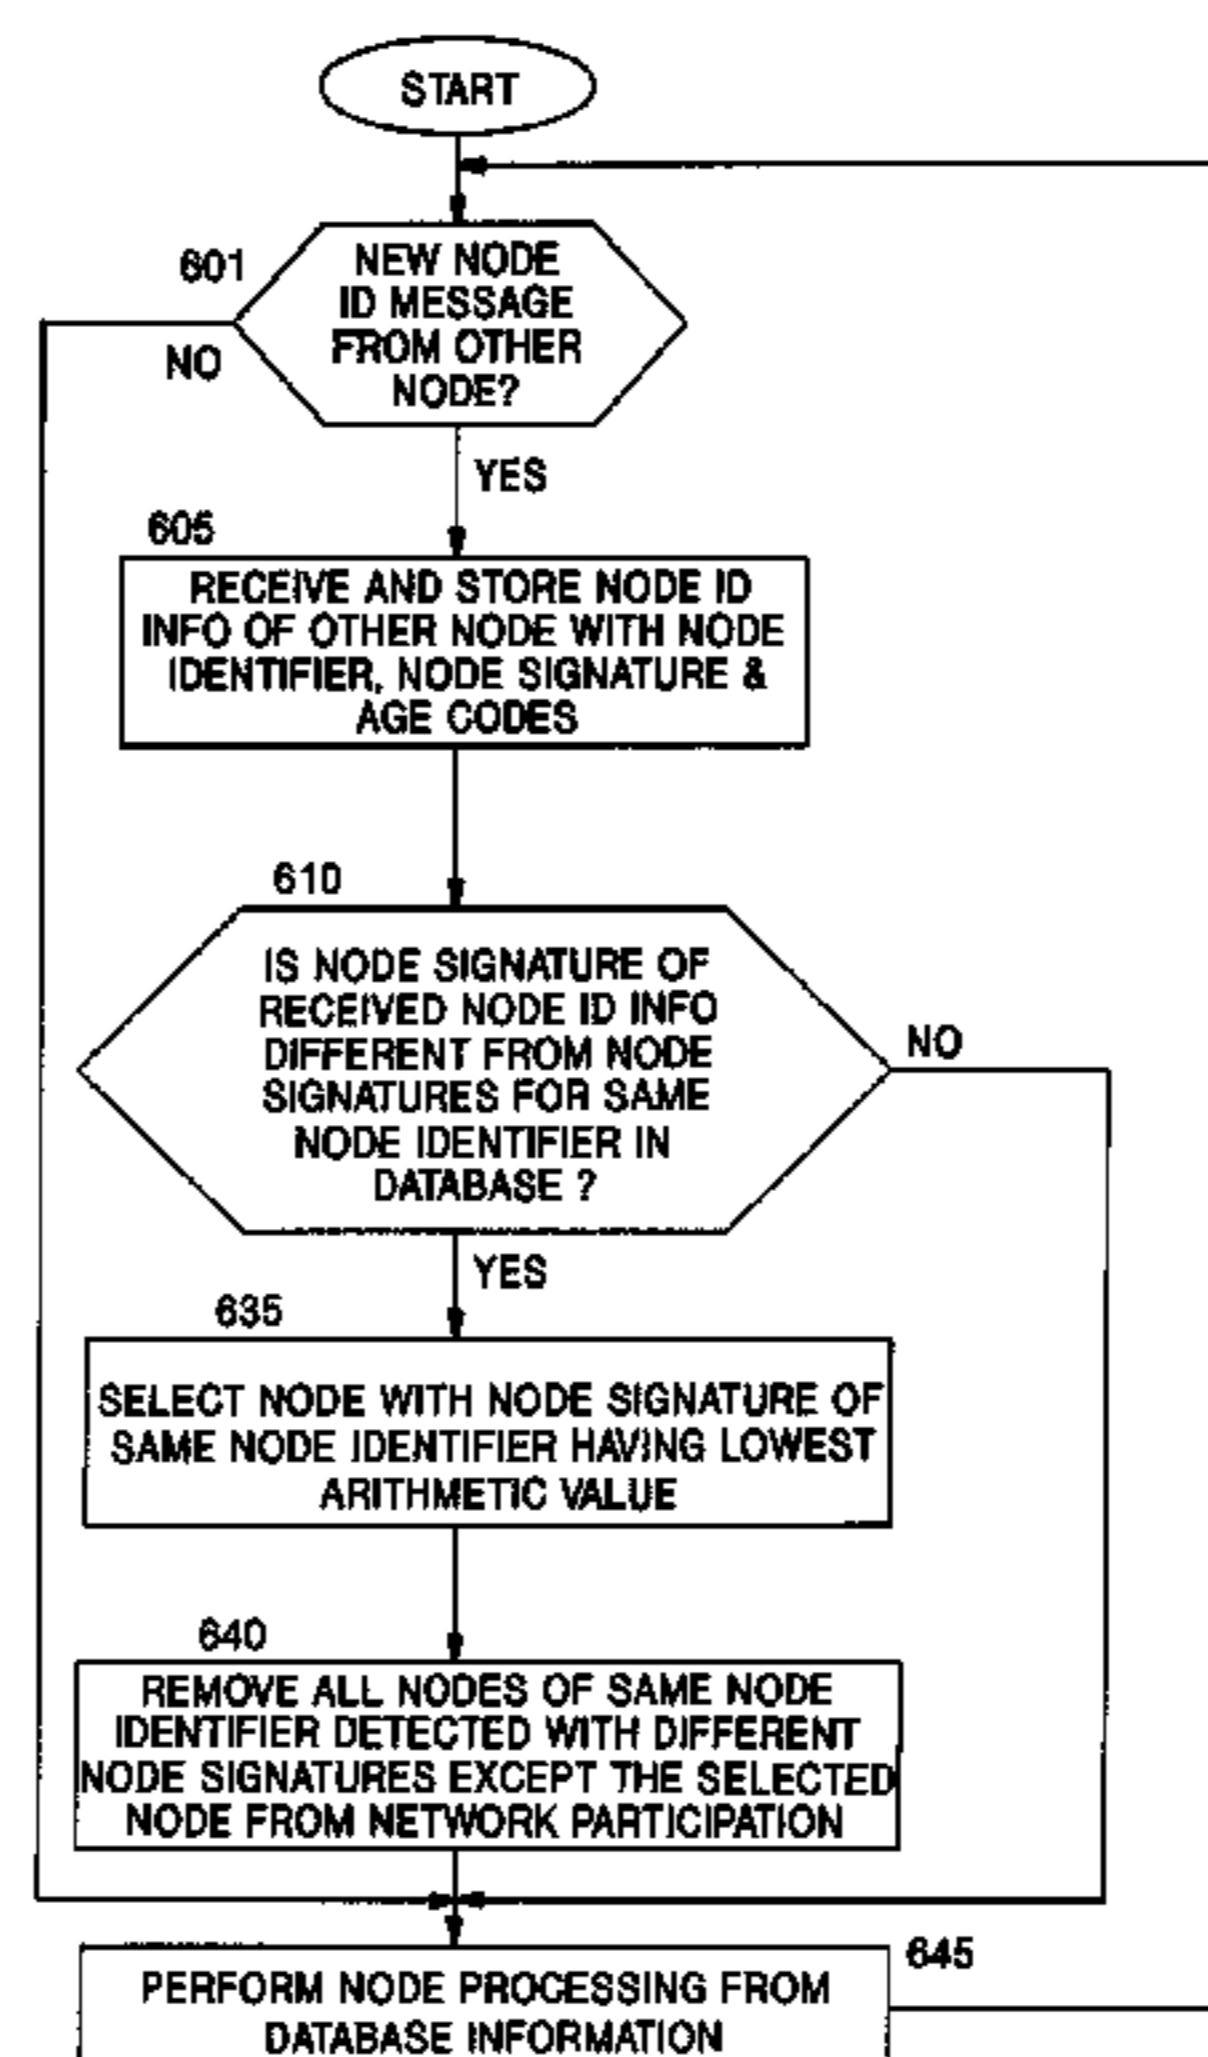 START
601
NEW NODE
ID MESSAGE
FROM OTHER
NODE?
NO
YES
605
RECEIVE AND STORE NODE ID
INFO OF OTHER NODE WITH NODE
IDENTIFIER, NODE SIGNATURE &
AGE CODES
610
IS NODE SIGNATURE OF
RECEIVED NODE ID INFO
DIFFERENT FROM NODE
SIGNATURES FOR SAME
NODE IDENTIFIER IN
DATABASE ?
NO
YES
635
SELECT NODE WITH NODE SIGNATURE OF
SAME NODE IDENTIFIER HAVING LOWEST
ARITHMETIC VALUE
640
REMOVE ALL NODES OF SAME NODE
IDENTIFIER DETECTED WITH DIFFERENT
NODE SIGNATURES EXCEPT THE SELECTED
NODE FROM NETWORK PARTICIPATION
645
PERFORM NODE PROCESSING FROM
DATABASE INFORMATION